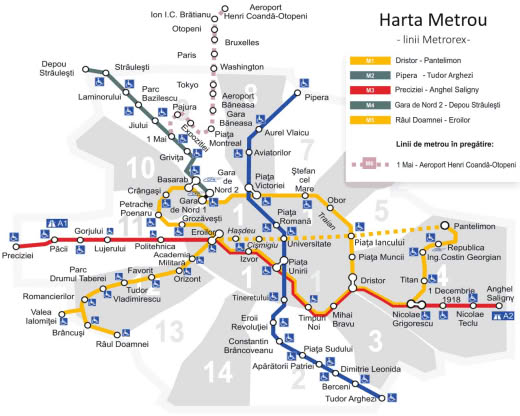 Harta Metrou
- linii Metrorex-
M1 Dristor - Pantelimon
M2 Pipera - Tudor Arghezi
M3 Preciziei - Anghel Saligny
M4 Gara de Nord 2 - Depou Străulești
M5 Râul Doamnei - Eroilor
Linii de metrou în pregătire:
M6 1 Mai - Aeroport Henri Coandă-Otopeni
Aeroport
Henri Coandă-Otopeni
Ion I.C. Brătianu
Otopeni
Bruxelles
Paris
Washington
Tokyo
Aeroport
Băneasa
Gara
Băneasa
Pajura
Expoziției
Piața
Montreal
Depou
Străulești
Străulești
Laminorului
Parc
Bazilescu
Jiului
1 Mai
Grivița
Basarab
Gara
de
Nord 2
Gara
de Nord 1
Crângași
Petrache
Poenaru
Grozăvești
Eroilor
Pipera
Aurel Vlaicu
Aviatorilor
Piața
Victoriei
Ștefan
cel
Mare
Obor
Traian
Piața
Romană
Hașdeu
Cișmigiu
Universitate
Piața Iancului
Pantelimon
Republica
Ing.Costin Georgian
Titan
Piața Muncii
Dristor
Izvor
Piața
Unirii
A1
Preciziei
Păcii
Gorjului
Lujerului
Politehnica
Academia
Militară
Orizont
Favorit
Tudor
Vladimirescu
Parc
Drumul Taberei
Romancierilor
Valea
Ialomiței
Brâncuși
Râul Doamnei
Tineretului
Eroii
Revoluției
Constantin
Brâncoveanu
Timpuri
Noi
Mihai
Bravu
Nicolae
Grigorescu
1 Decembrie
1918
Nicolae
Teclu
Anghel
Saligny
A2
Piața Sudului
Apărătorii Patriei
Dimitrie Leonida
Berceni
Tudor Arghezi
9
10
7
5
11
1
1
1
4
13
14
2
3